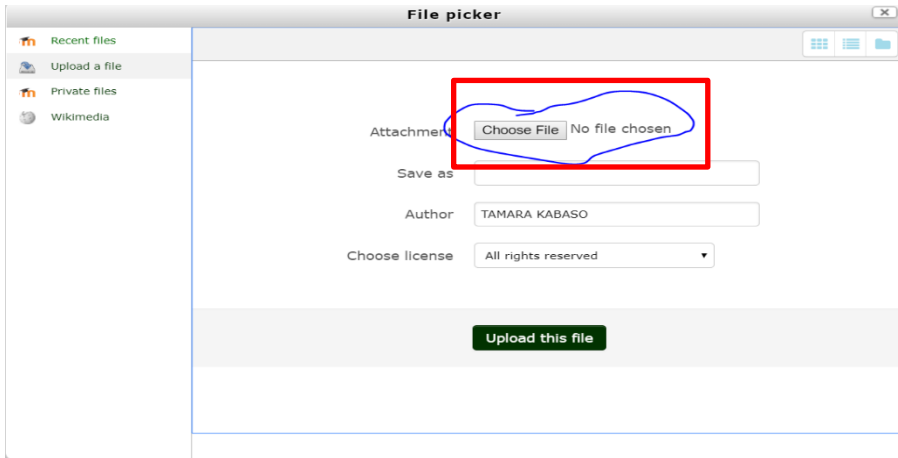 File picker
Recent files
Upload a file
Private files
Wikimedia
Attachment Choose File No file chosen
Save as
Author TAMARA KABASO
Choose license All rights reserved
Upload this file